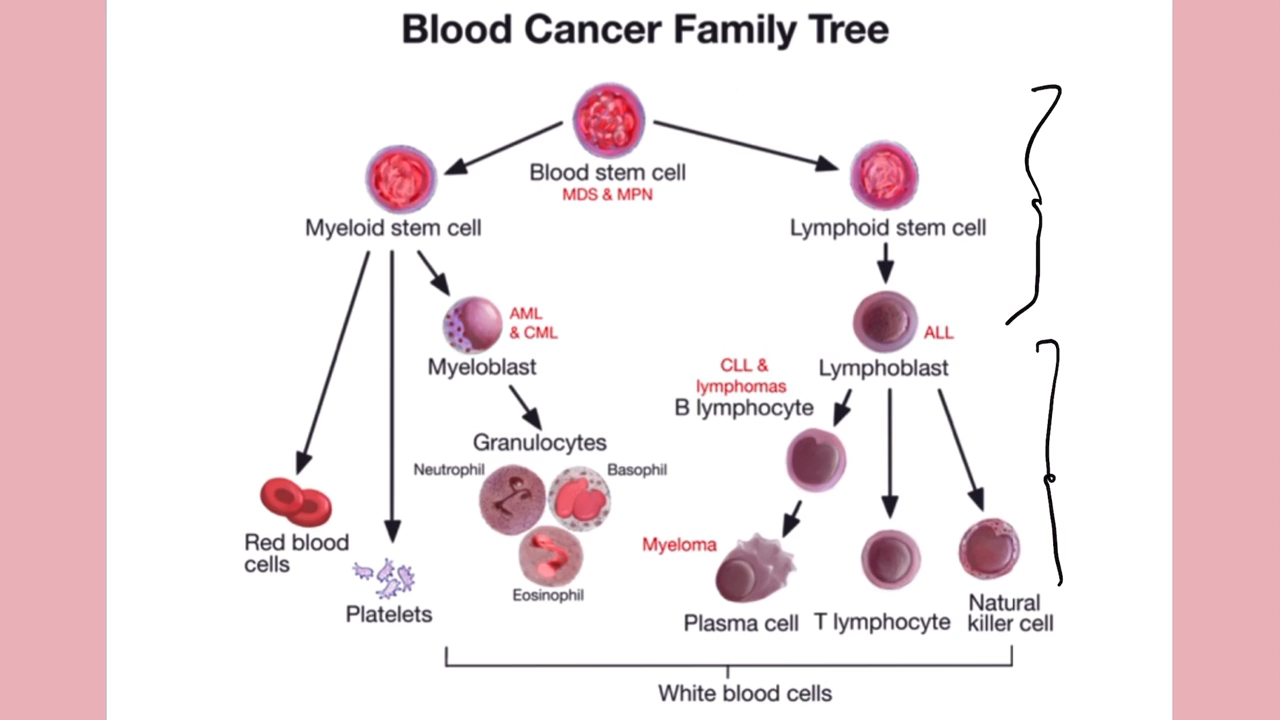 Blood Cancer Family Tree
Blood stem cell
MDS & MPN
Myeloid stem cell
Lymphoid stem cell
AML
& CML
Myeloblast
ALL
Lymphoblast
CLL &
lymphomas
B lymphocyte
Granulocytes
Neutrophil
Basophil
Eosinophil
Red blood
cells
Platelets
Myeloma
Plasma cell
T lymphocyte
Natural
killer cell
White blood cells